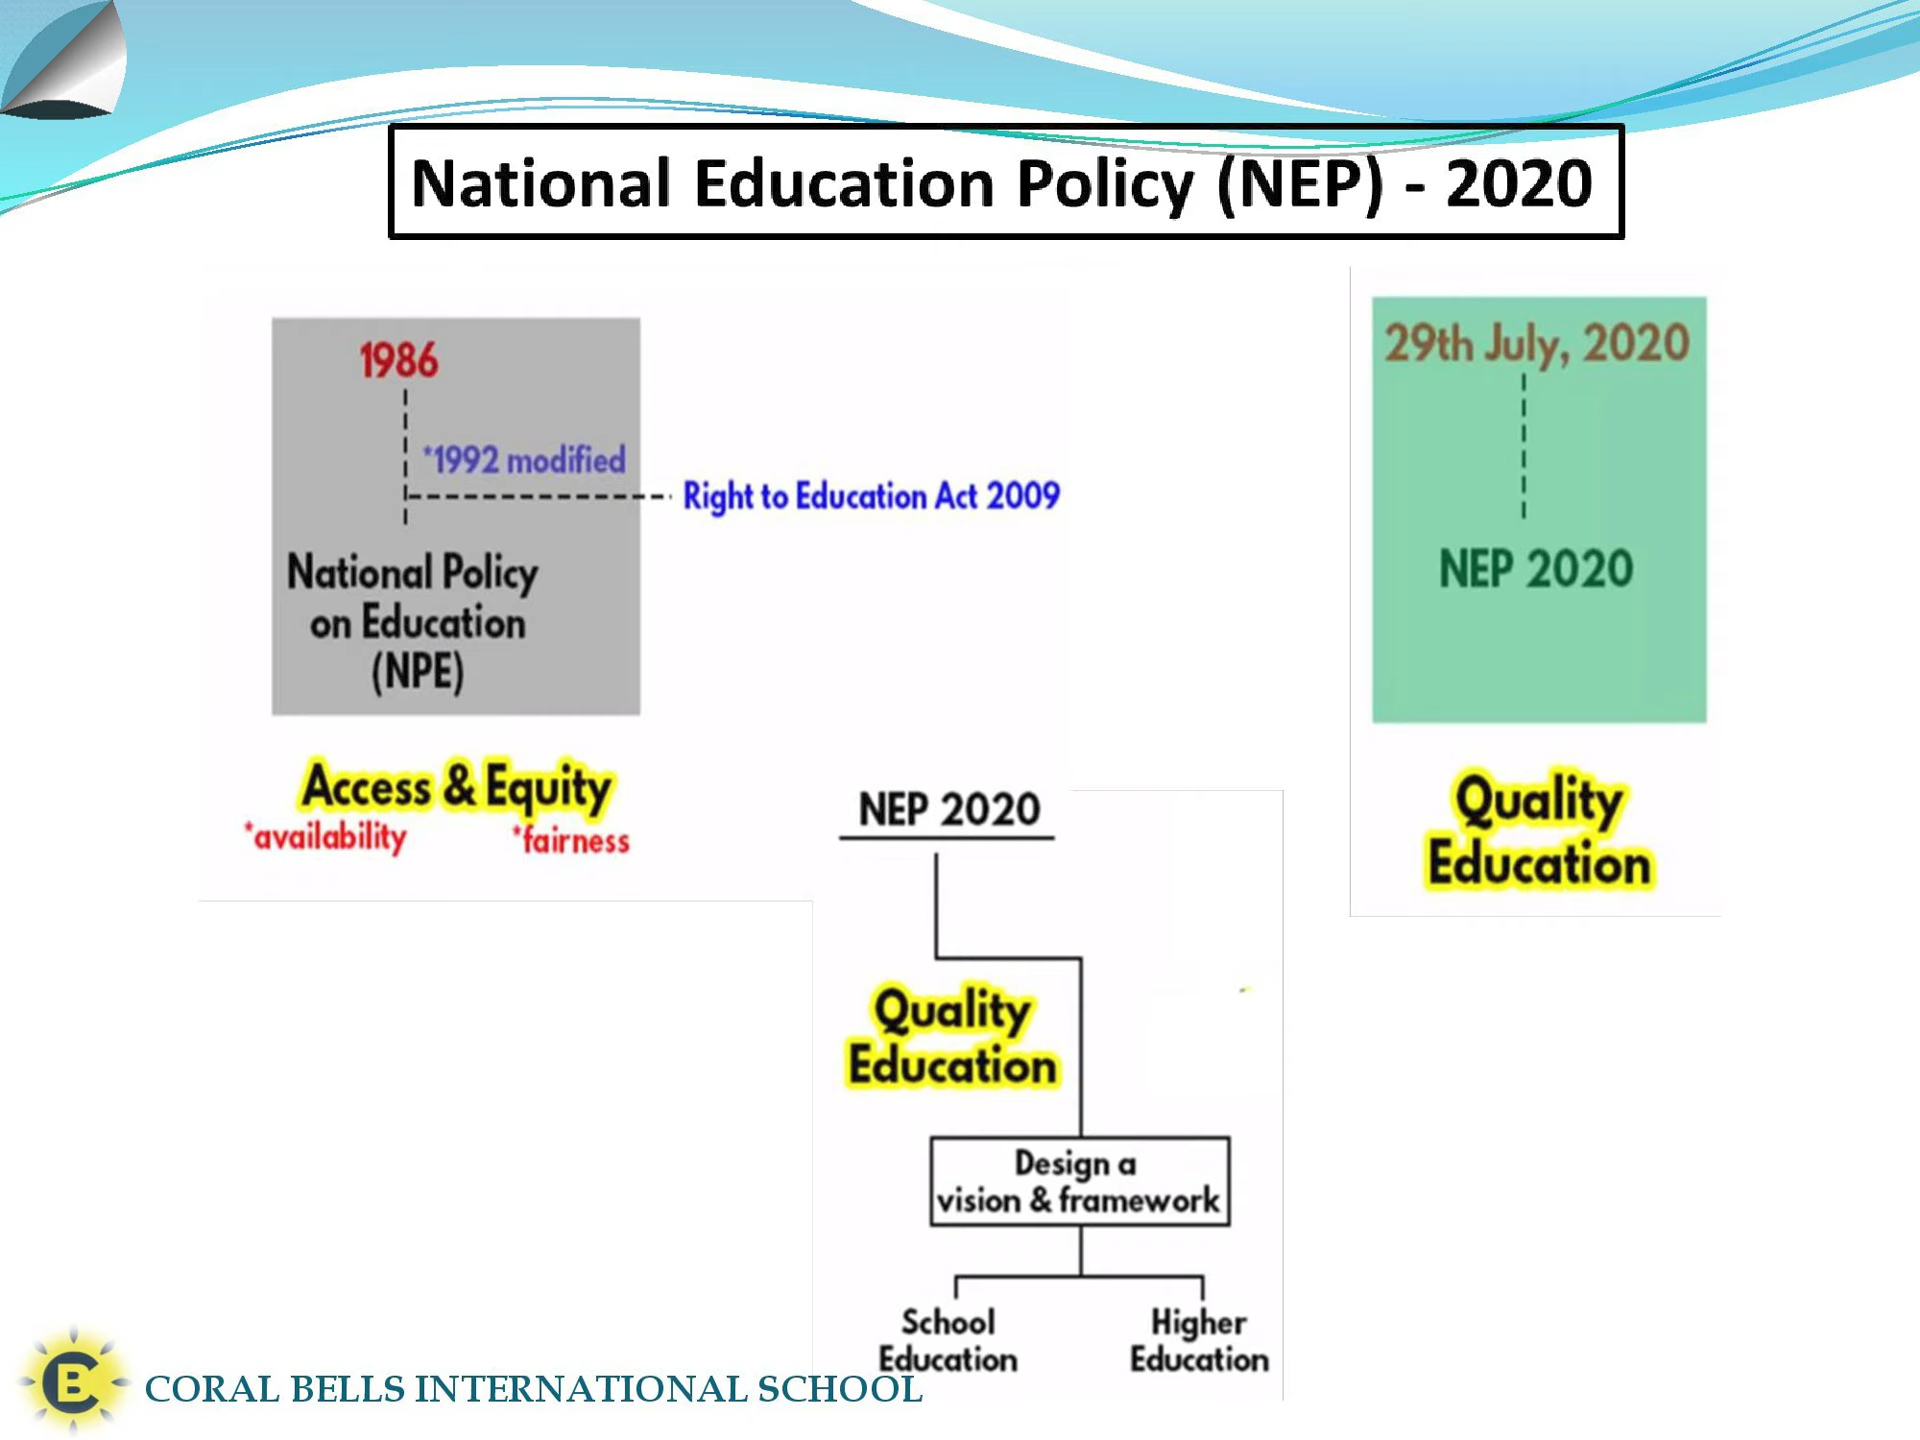 National Education Policy (NEP) - 2020
1986
*1992 modified
Right to Education Act 2009
National Policy
on Education
(NPE)
Access & Equity
*availability *fairness
29th July, 2020
NEP 2020
Quality
Education
NEP 2020
Quality
Education
Design a
vision & framework
School
Education
Higher
Education
CB
CORAL BELLS INTERNATIONAL SCHOOL